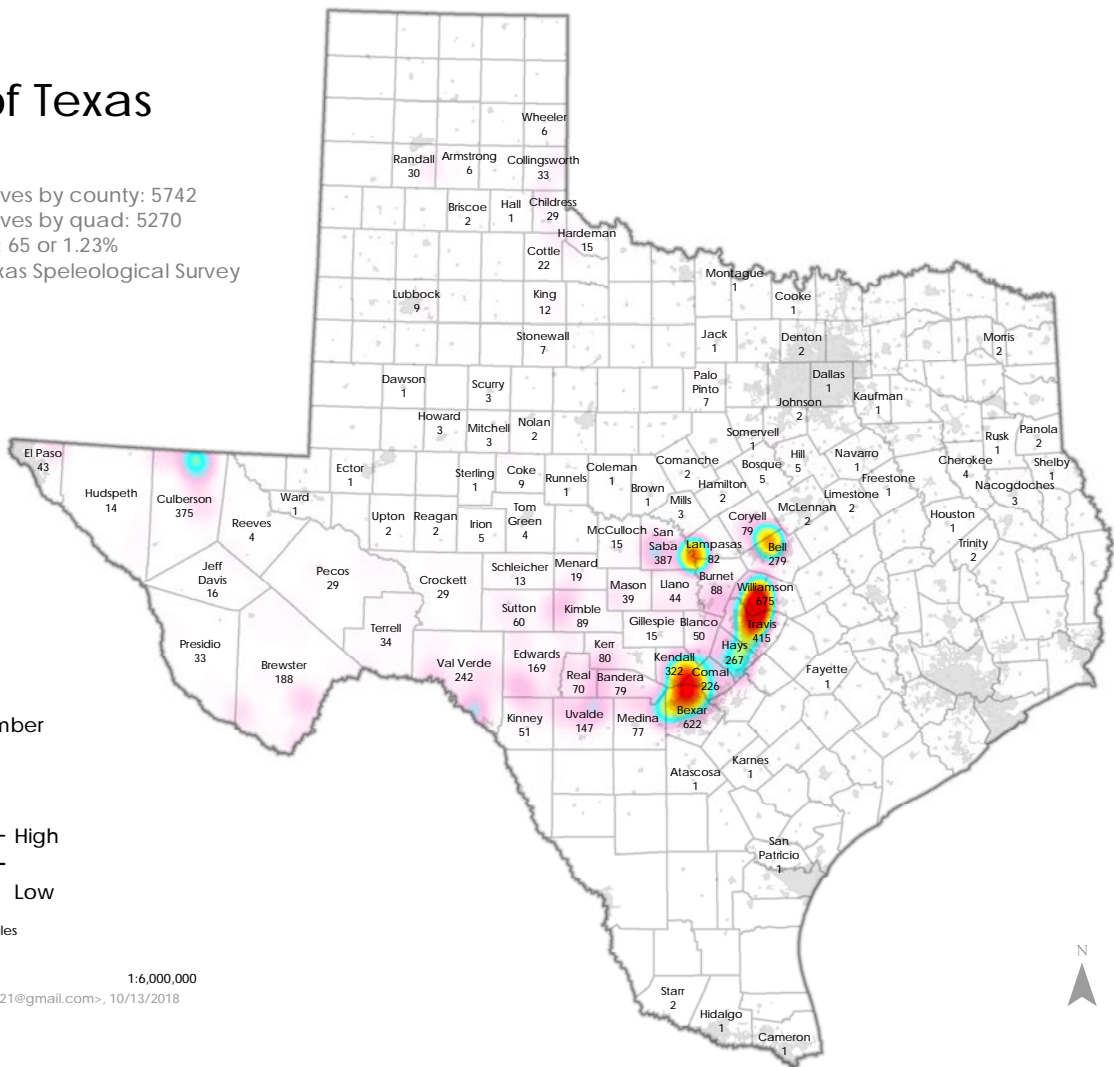 of Texas
ves by county: 5742
ves by quad: 5270
: 65 or 1.23%
xas Speleological Survey
Wheeler
6
Randall
30
Armstrong
6
Collingsworth
33
Briscoe
2
Hall
1
Childress
29
Hardeman
15
Cottle
22
Montague
1
Cooke
1
Lubbock
9
King
12
Stonewall
7
Jack
1
Denton
2
Morris
2
Dawson
1
Scurry
3
Palo
Pinto
7
Dallas
1
Johnson
2
Kaufman
1
Howard
3
Mitchell
3
Nolan
2
Somervell
1
Rusk
1
Panola
2
El Paso
43
Hudspeth
14
Culberson
375
Reeves
4
Ward
1
Ector
1
Upton
2
Reagan
2
Sterling
1
Irion
5
Coke
9
Tom
Green
4
Runnels
1
Coleman
1
Brown
1
Comanche
2
Mills
3
Hamilton
2
Bosque
5
Hill
5
Navarro
1
Freestone
1
Limestone
2
McLennan
2
Cherokee
4
Nacogdoches
3
Shelby
1
Houston
1
Trinity
2
Coryell
79
Bell
279
McCulloch
15
San
Saba
387
Lampasas
82
Jeff
Davis
16
Pecos
29
Crockett
29
Schleicher
13
Menard
19
Mason
39
Llano
44
Burnet
88
Williamson
675
Travis
415
Sutton
60
Kimble
89
Gillespie
15
Blanco
50
Hays
267
Presidio
33
Brewster
188
Terrell
34
Val Verde
242
Edwards
169
Kerr
80
Real
70
Bandera
79
Kendall
322
Comal
226
Fayette
1
Kinney
51
Uvalde
147
Medina
77
Bexar
622
Atascosa
1
Karnes
1
San
Patricio
1
Starr
2
Hidalgo
1
Cameron
1
mber
High
Low
les
1:6,000,000
21@gmail.com>, 10/13/2018
N